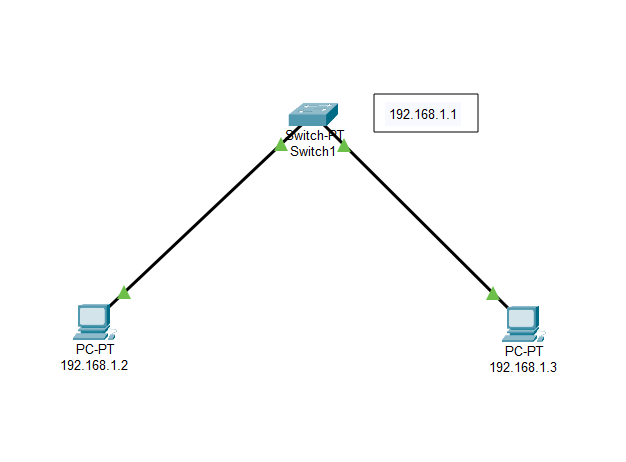 192.168.1.1
Switch-PT
Switch1
PC-PT
192.168.1.2
PC-PT
192.168.1.3